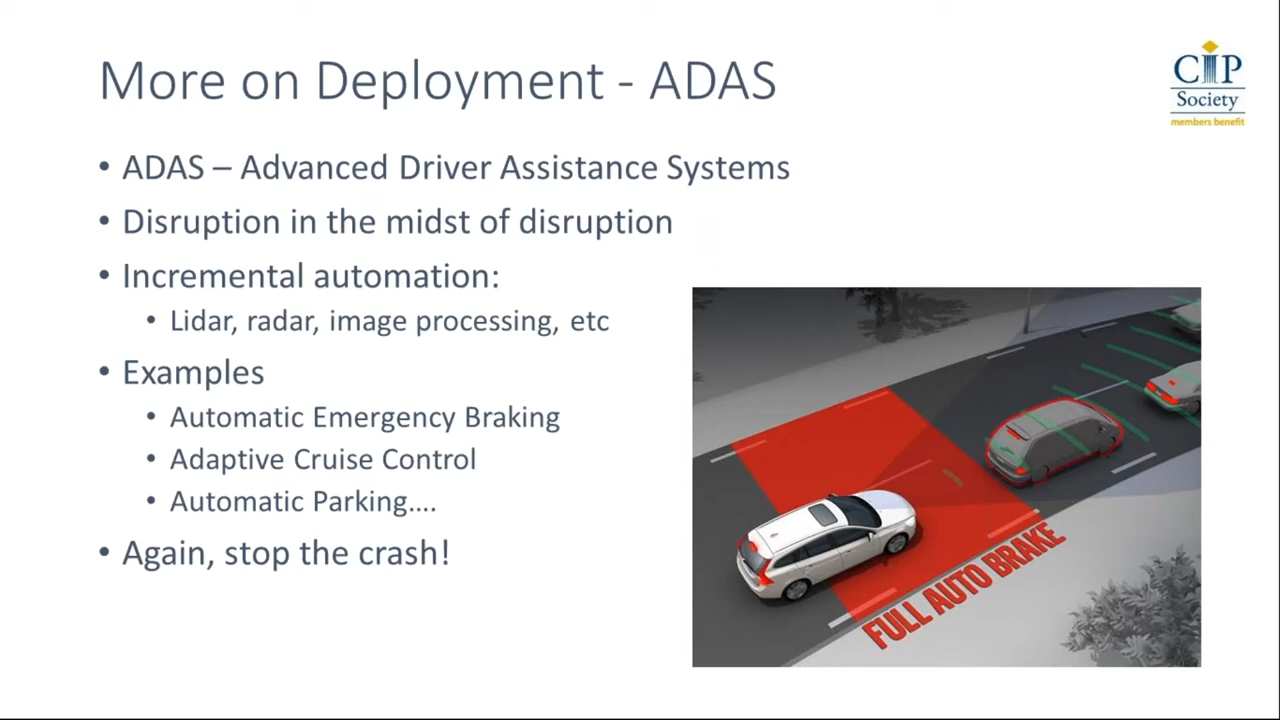 More on Deployment - ADAS
CIP
Society
members benefit
• ADAS – Advanced Driver Assistance Systems
• Disruption in the midst of disruption
• Incremental automation:
• Lidar, radar, image processing, etc
• Examples
• Automatic Emergency Braking
• Adaptive Cruise Control
• Automatic Parking....
• Again, stop the crash!
FULL AUTO BRAKE